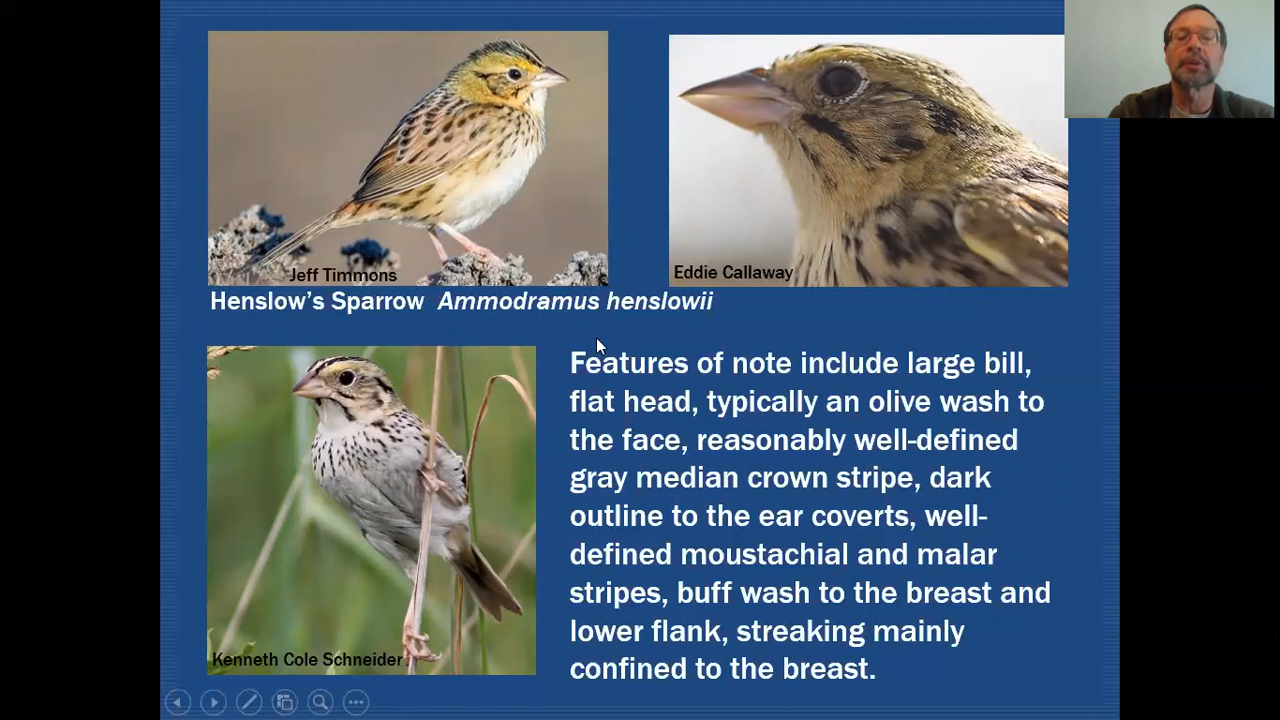 Jeff Timmons
Eddie Callaway
Henslow's Sparrow Ammodramus henslowii
Features of note include large bill,
flat head, typically an olive wash to
the face, reasonably well-defined
gray median crown stripe, dark
outline to the ear coverts, well-
defined moustachial and malar
stripes, buff wash to the breast and
lower flank, streaking mainly
confined to the breast.
Kenneth Cole Schneider